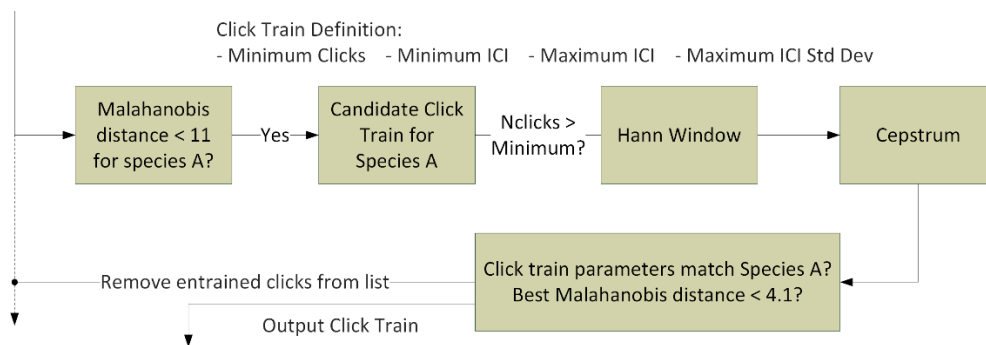 Click Train Definition:
- Minimum Clicks - Minimum ICI - Maximum ICI - Maximum ICI Std Dev
Malahanobis
distance < 11
for species A?
Yes
Candidate Click
Train for
Species A
Nclicks >
Minimum?
Hann Window
Cepstrum
Click train parameters match Species A?
Best Malahanobis distance < 4.1?
Remove entrained clicks from list
Output Click Train